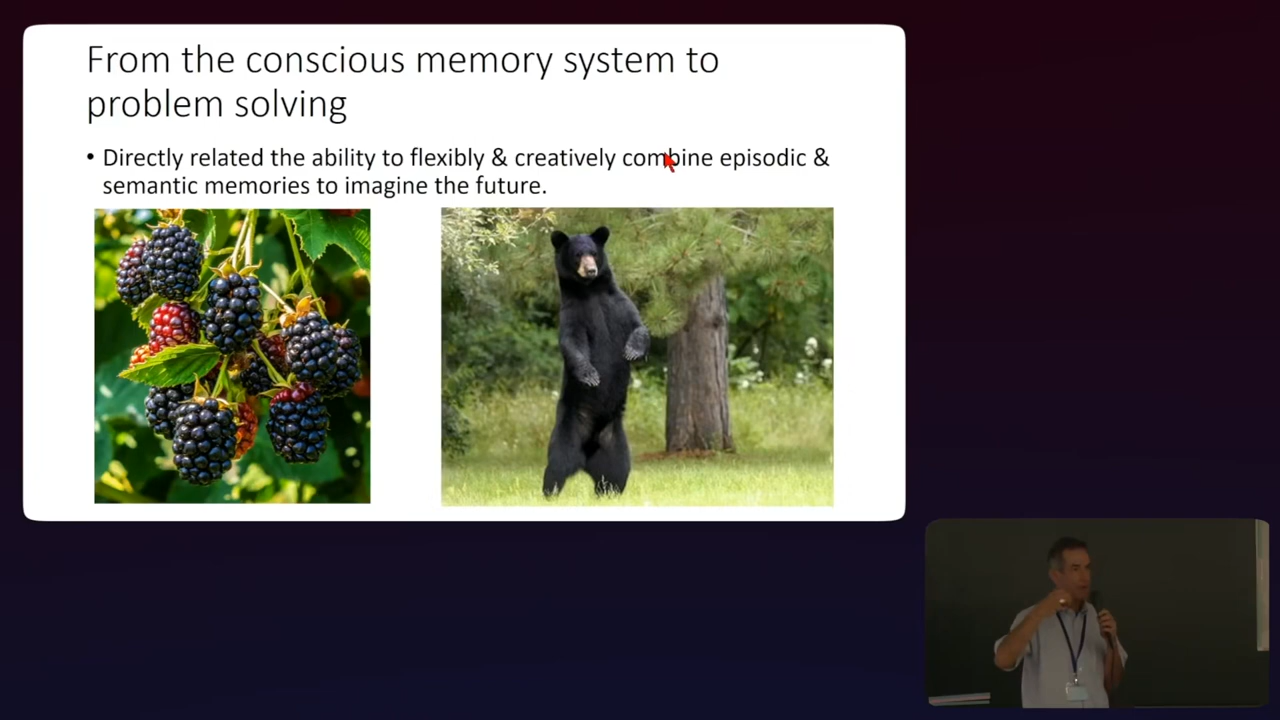 From the conscious memory system to
problem solving
• Directly related the ability to flexibly & creatively combine episodic &
semantic memories to imagine the future.